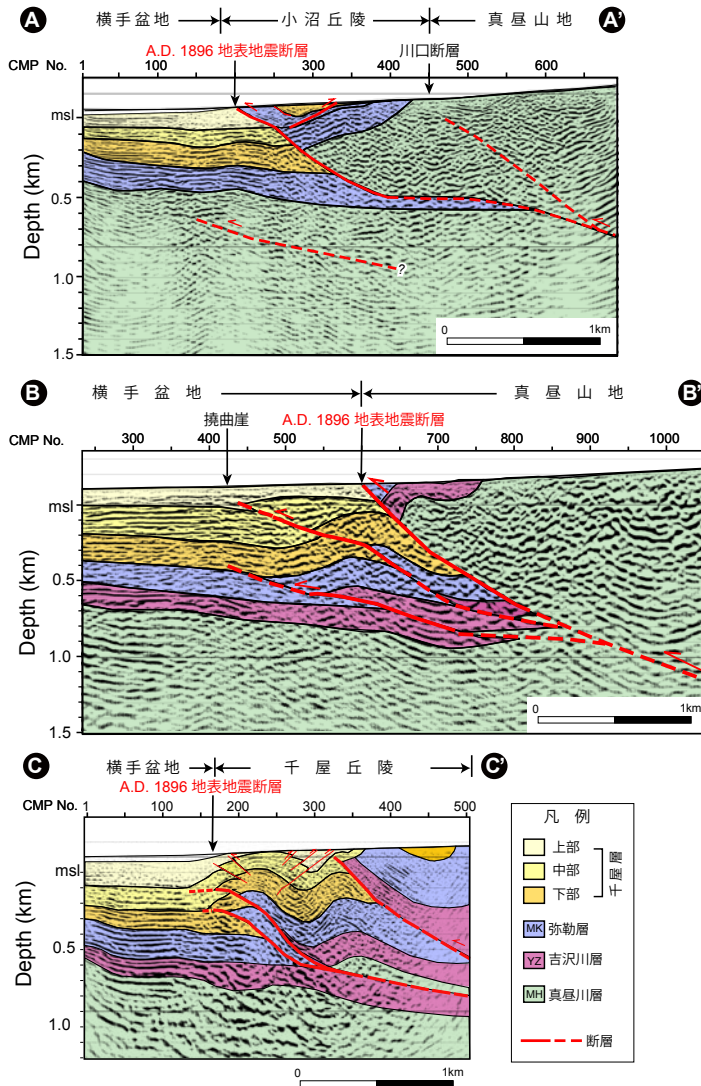 A 横手盆地 小沼丘陵 真昼山地 A'
A.D. 1896 地表地震断層 川口断層
CMP No. 1 100 200 300 400 500 600
msl
0.5
1.0
1.5
Depth (km)
?
0 1km
B 横手盆地 真昼山地 B'
撓曲崖 A.D. 1896 地表地震断層
CMP No. 300 400 500 600 700 800 900 1000
msl
0.5
1.0
1.5
Depth (km)
0 1km
C 横手盆地 千屋丘陵 C'
A.D. 1896 地表地震断層
CMP No. 1 100 200 300 400 500
msl
0.5
1.0
Depth (km)
0 1km
凡例
上部
中部
下部
千屋層
MK 弥勒層
YZ 吉沢川層
MH 真昼川層
断層